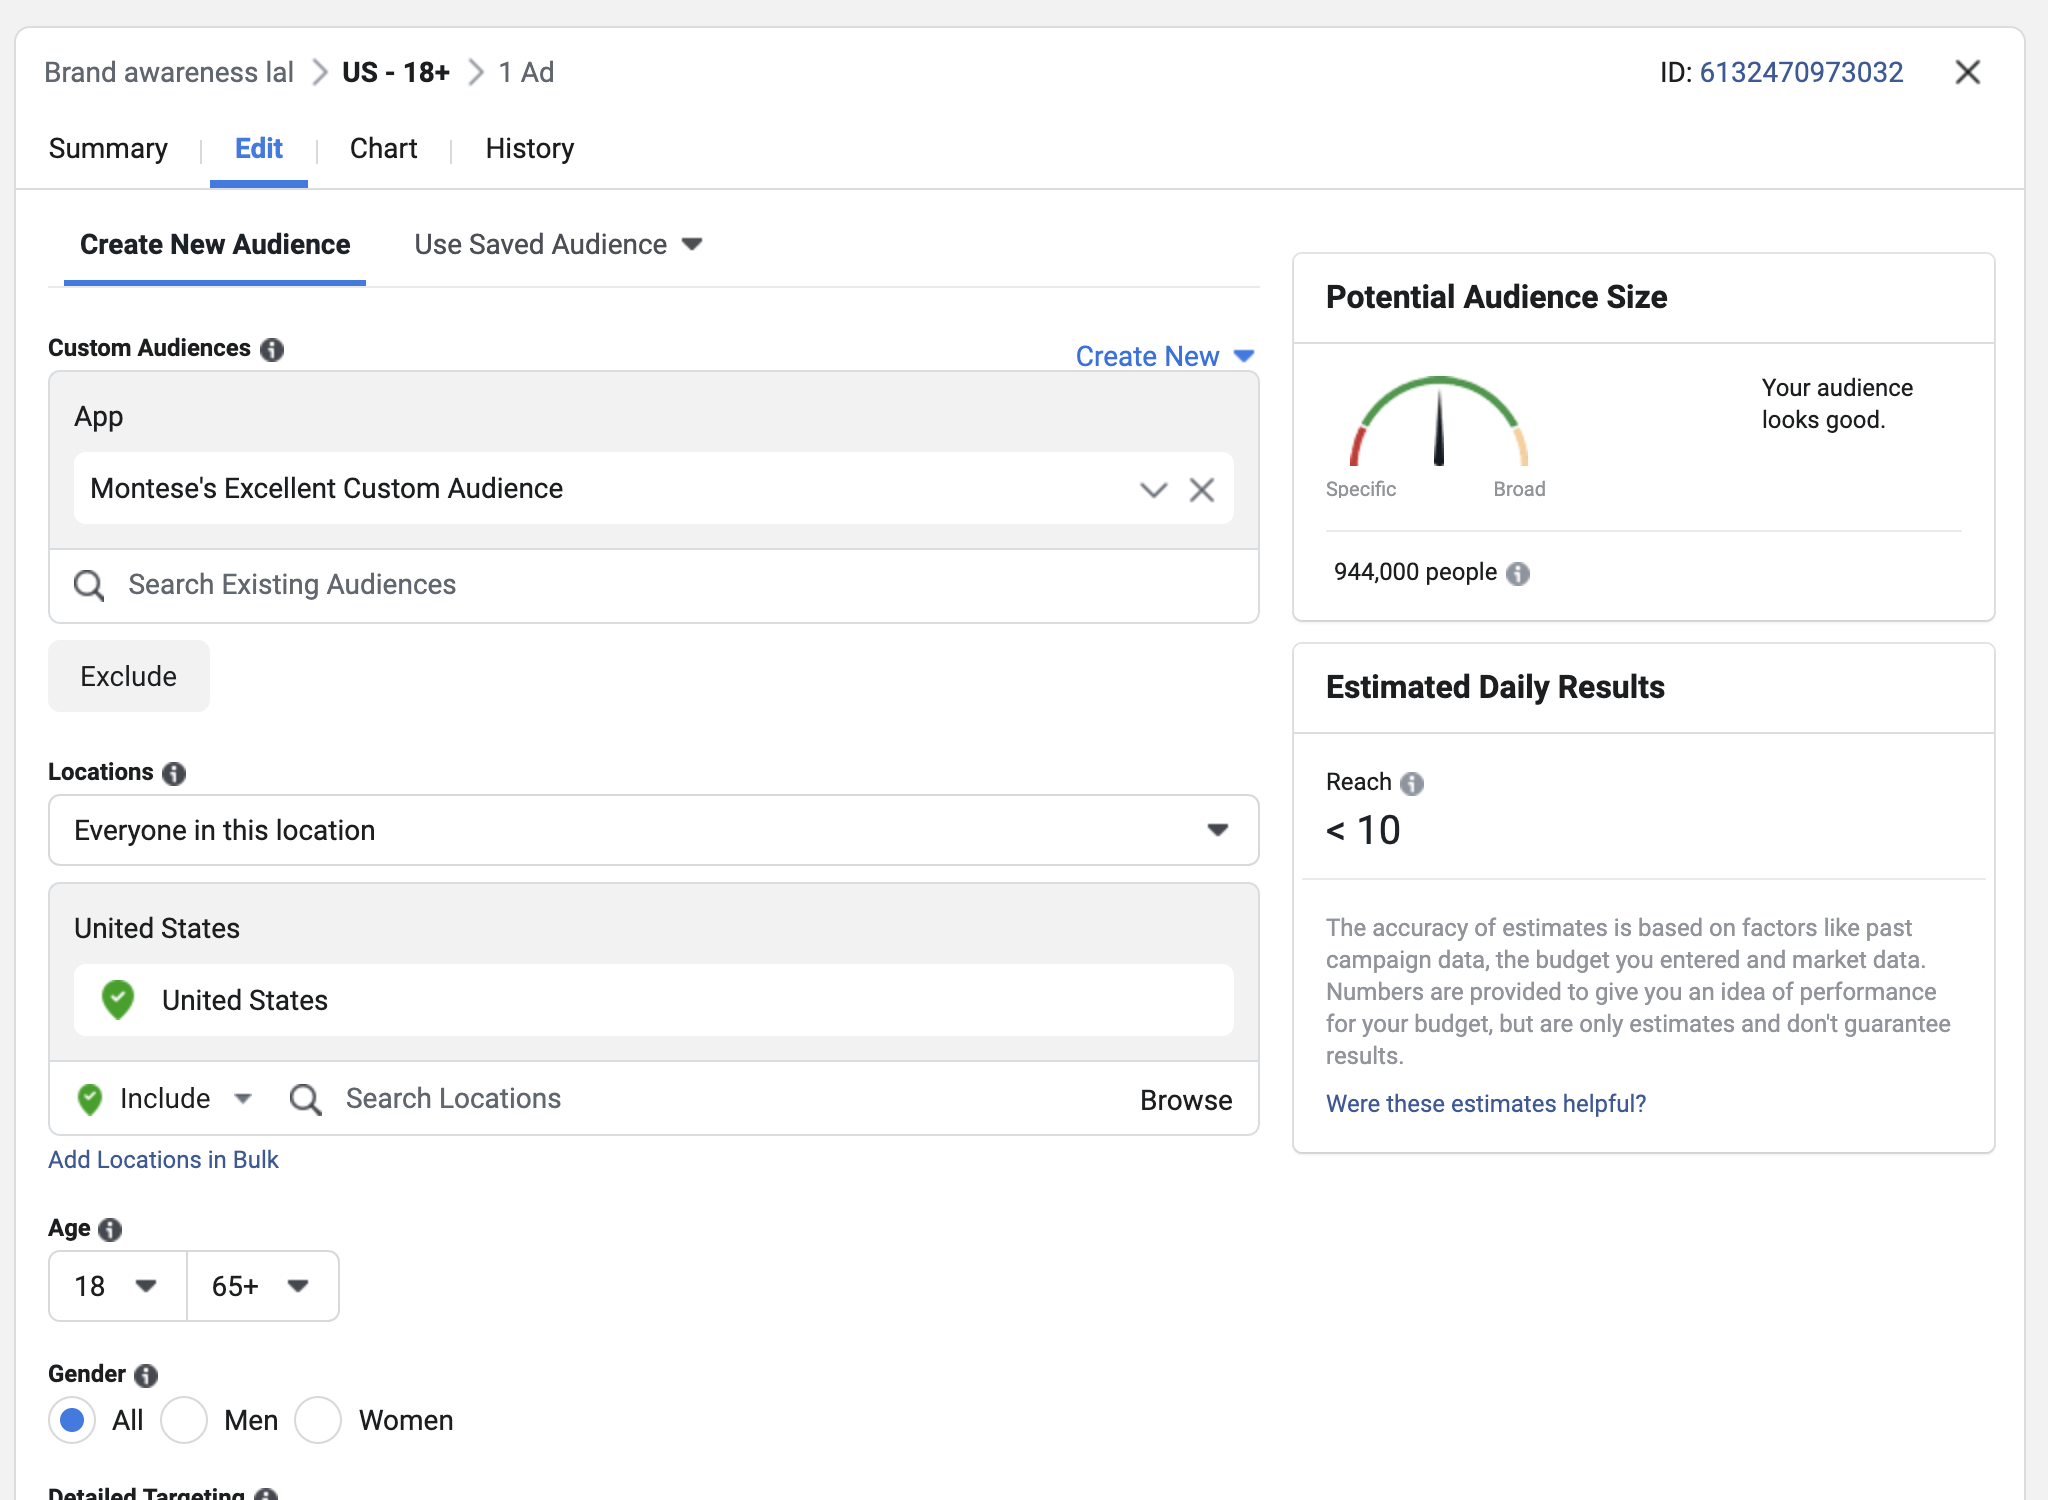 Brand awareness lal > US - 18+ > 1 Ad
ID: 6132470973032
Summary
Edit
Chart
History
Create New Audience
Use Saved Audience
Custom Audiences
Create New
App
Montese's Excellent Custom Audience
Search Existing Audiences
Exclude
Locations
Everyone in this location
United States
United States
Include
Search Locations
Browse
Add Locations in Bulk
Age
18
65+
Gender
All
Men
Women
Detailed Targeting
Potential Audience Size
Your audience
looks good.
Specific
Broad
944,000 people
Estimated Daily Results
Reach
< 10
The accuracy of estimates is based on factors like past
campaign data, the budget you entered and market data.
Numbers are provided to give you an idea of performance
for your budget, but are only estimates and don't guarantee
results.
Were these estimates helpful?